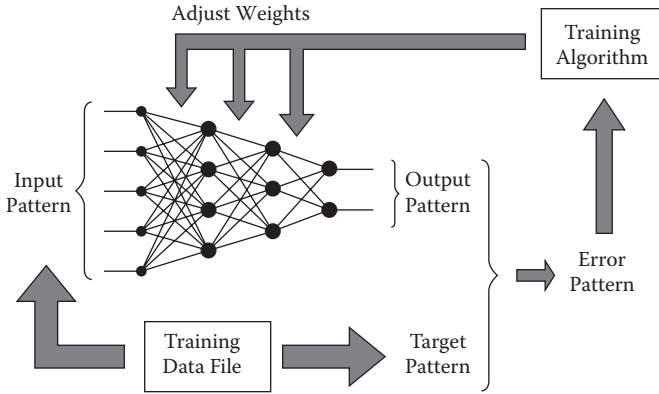 Adjust Weights
Training
Algorithm
Input
Pattern
Output
Pattern
Error
Pattern
Training
Data File
Target
Pattern